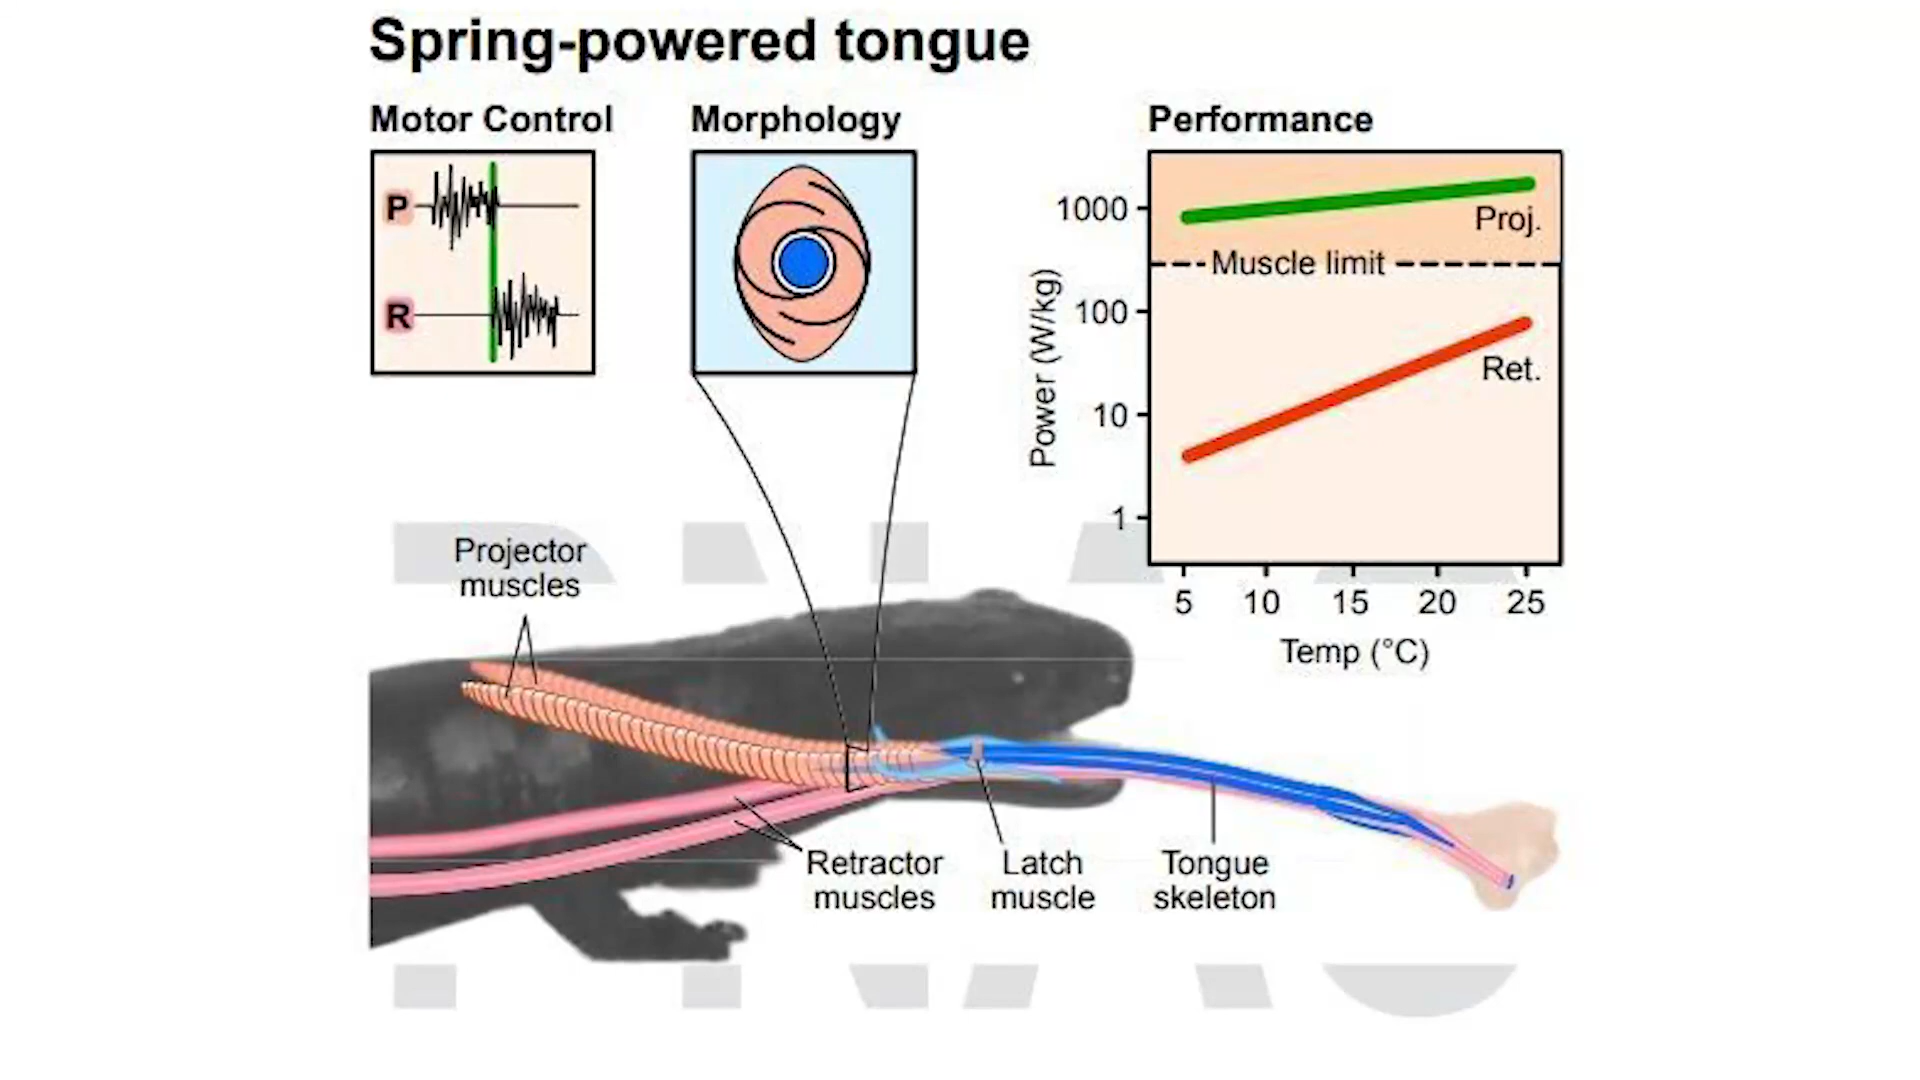 Spring-powered tongue
Motor Control
P
R
Morphology
Performance
Power (W/kg)
1000
100
10
1
Proj.
Muscle limit
Ret.
5 10 15 20 25
Temp (°C)
Projector
muscles
Retractor
muscles
Latch
muscle
Tongue
skeleton
PNAS